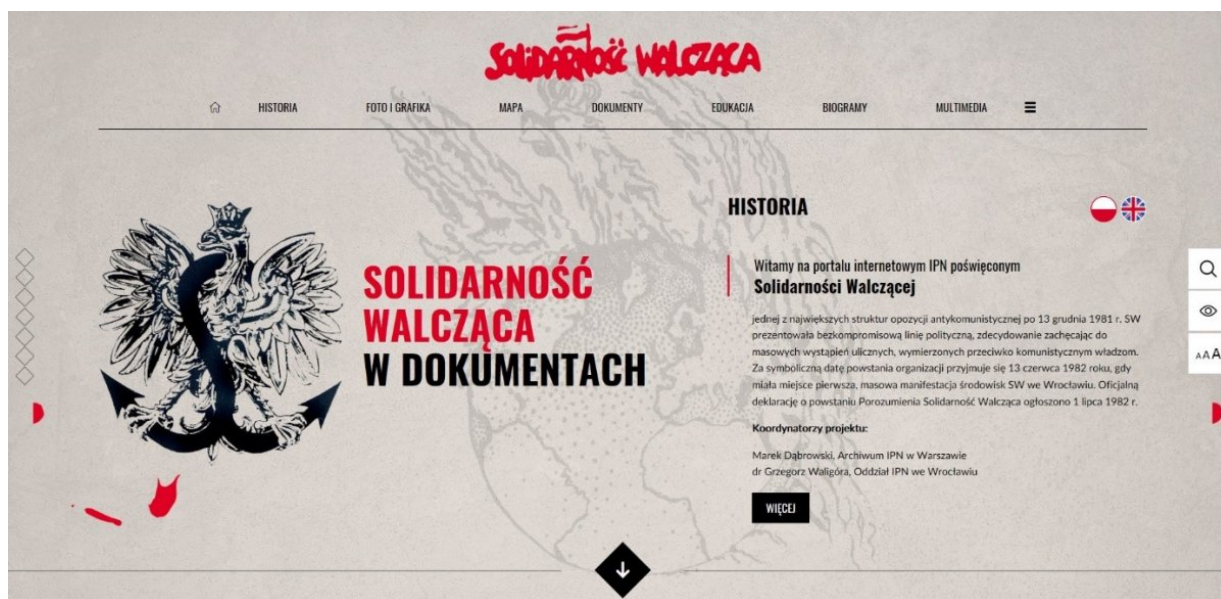 SOLIDARNOŚĆ WALCZĄCA
HISTORIA
FOTO I GRAFIKA
MAPA
DOKUMENTY
EDUKACJA
BIOGRAMY
MULTIMEDIA
SOLIDARNOŚĆ
WALCZĄCA
W DOKUMENTACH
HISTORIA
Witamy na portalu internetowym IPN poświęconym
Solidarności Walczącej
jednej z największych struktur opozycji antykomunistycznej po 13 grudnia 1981 r. SW
prezentowała bezkompromisową linię polityczną, zdecydowanie zachęcając do
masowych wystąpień ulicznych, wymierzonych przeciwko komunistycznym władzom.
Za symboliczną datę powstania organizacji przyjmuje się 13 czerwca 1982 roku, gdy
miała miejsce pierwsza, masowa manifestacja środowisk SW we Wrocławiu. Oficjalną
deklarację o powstaniu Porozumienia Solidarność Walcząca ogłoszono 1 lipca 1982 r.
Koordynatorzy projektu:
Marek Dąbrowski, Archiwum IPN w Warszawie
dr Grzegorz Waligóra, Oddział IPN we Wrocławiu
WIĘCEJ
AAA